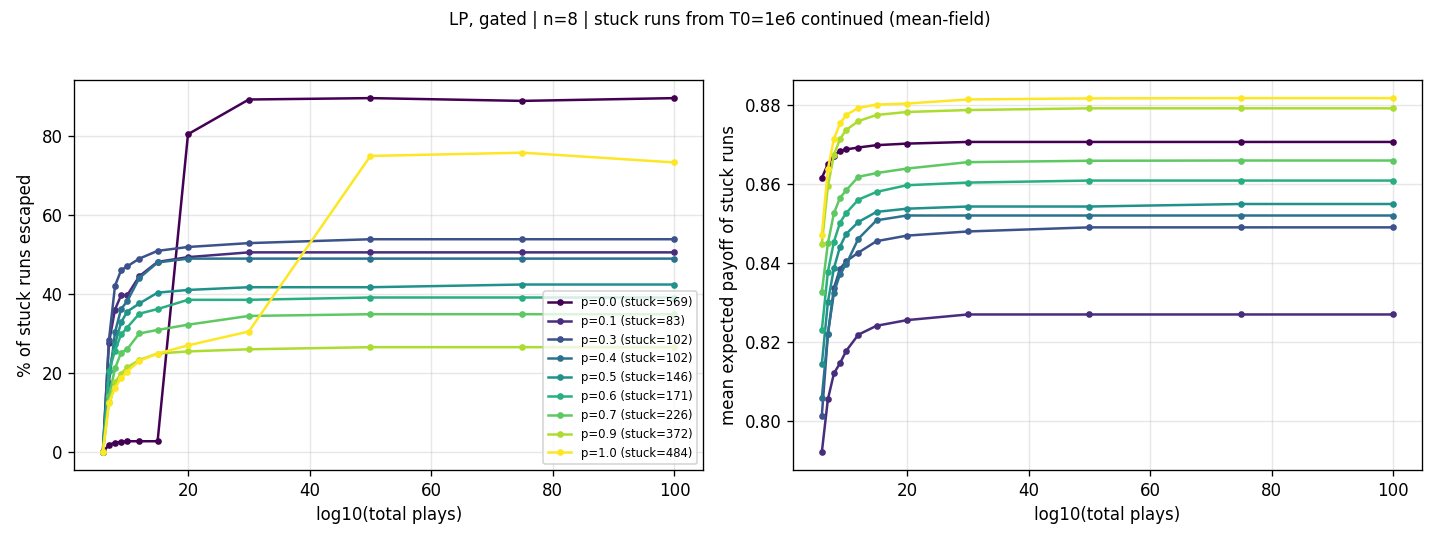 LP, gated | n=8 | stuck runs from T0=1e6 continued (mean-field)
% of stuck runs escaped
80
60
40
20
0
20
40
60
80
100
log10(total plays)
p=0.0 (stuck=569)
p=0.1 (stuck=83)
p=0.3 (stuck=102)
p=0.4 (stuck=102)
p=0.5 (stuck=146)
p=0.6 (stuck=171)
p=0.7 (stuck=226)
p=0.9 (stuck=372)
p=1.0 (stuck=484)
mean expected payoff of stuck runs
0.88
0.86
0.84
0.82
0.80
20
40
60
80
100
log10(total plays)